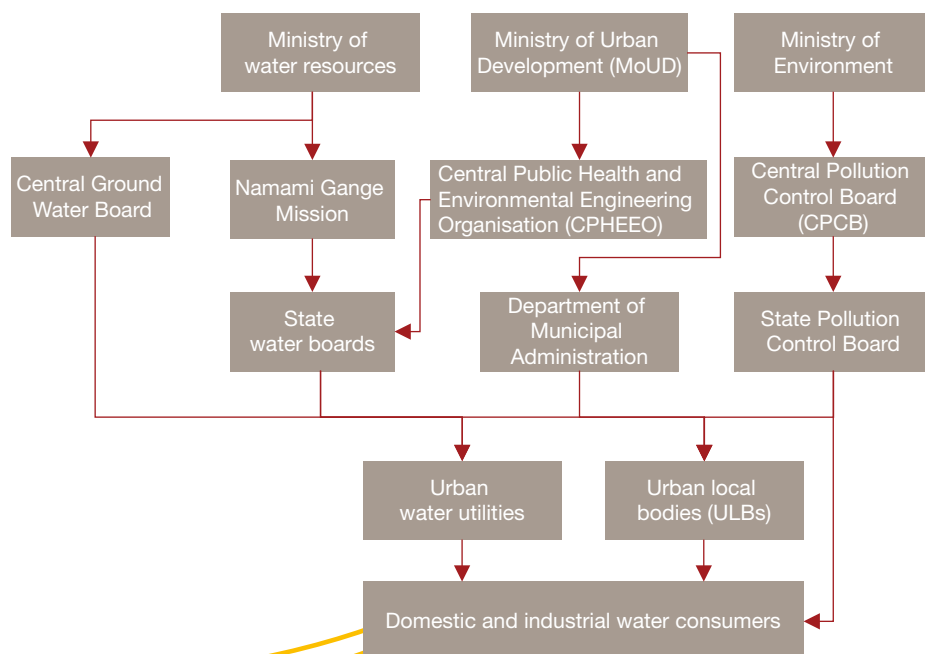 Ministry of
water resources
Ministry of Urban
Development (MoUD)
Ministry of
Environment
Central Ground
Water Board
Namami Gange
Mission
Central Public Health and
Environmental Engineering
Organisation (CPHEEO)
Central Pollution
Control Board
(CPCB)
State
water boards
Department of
Municipal
Administration
State Pollution
Control Board
Urban
water utilities
Urban local
bodies (ULBs)
Domestic and industrial water consumers